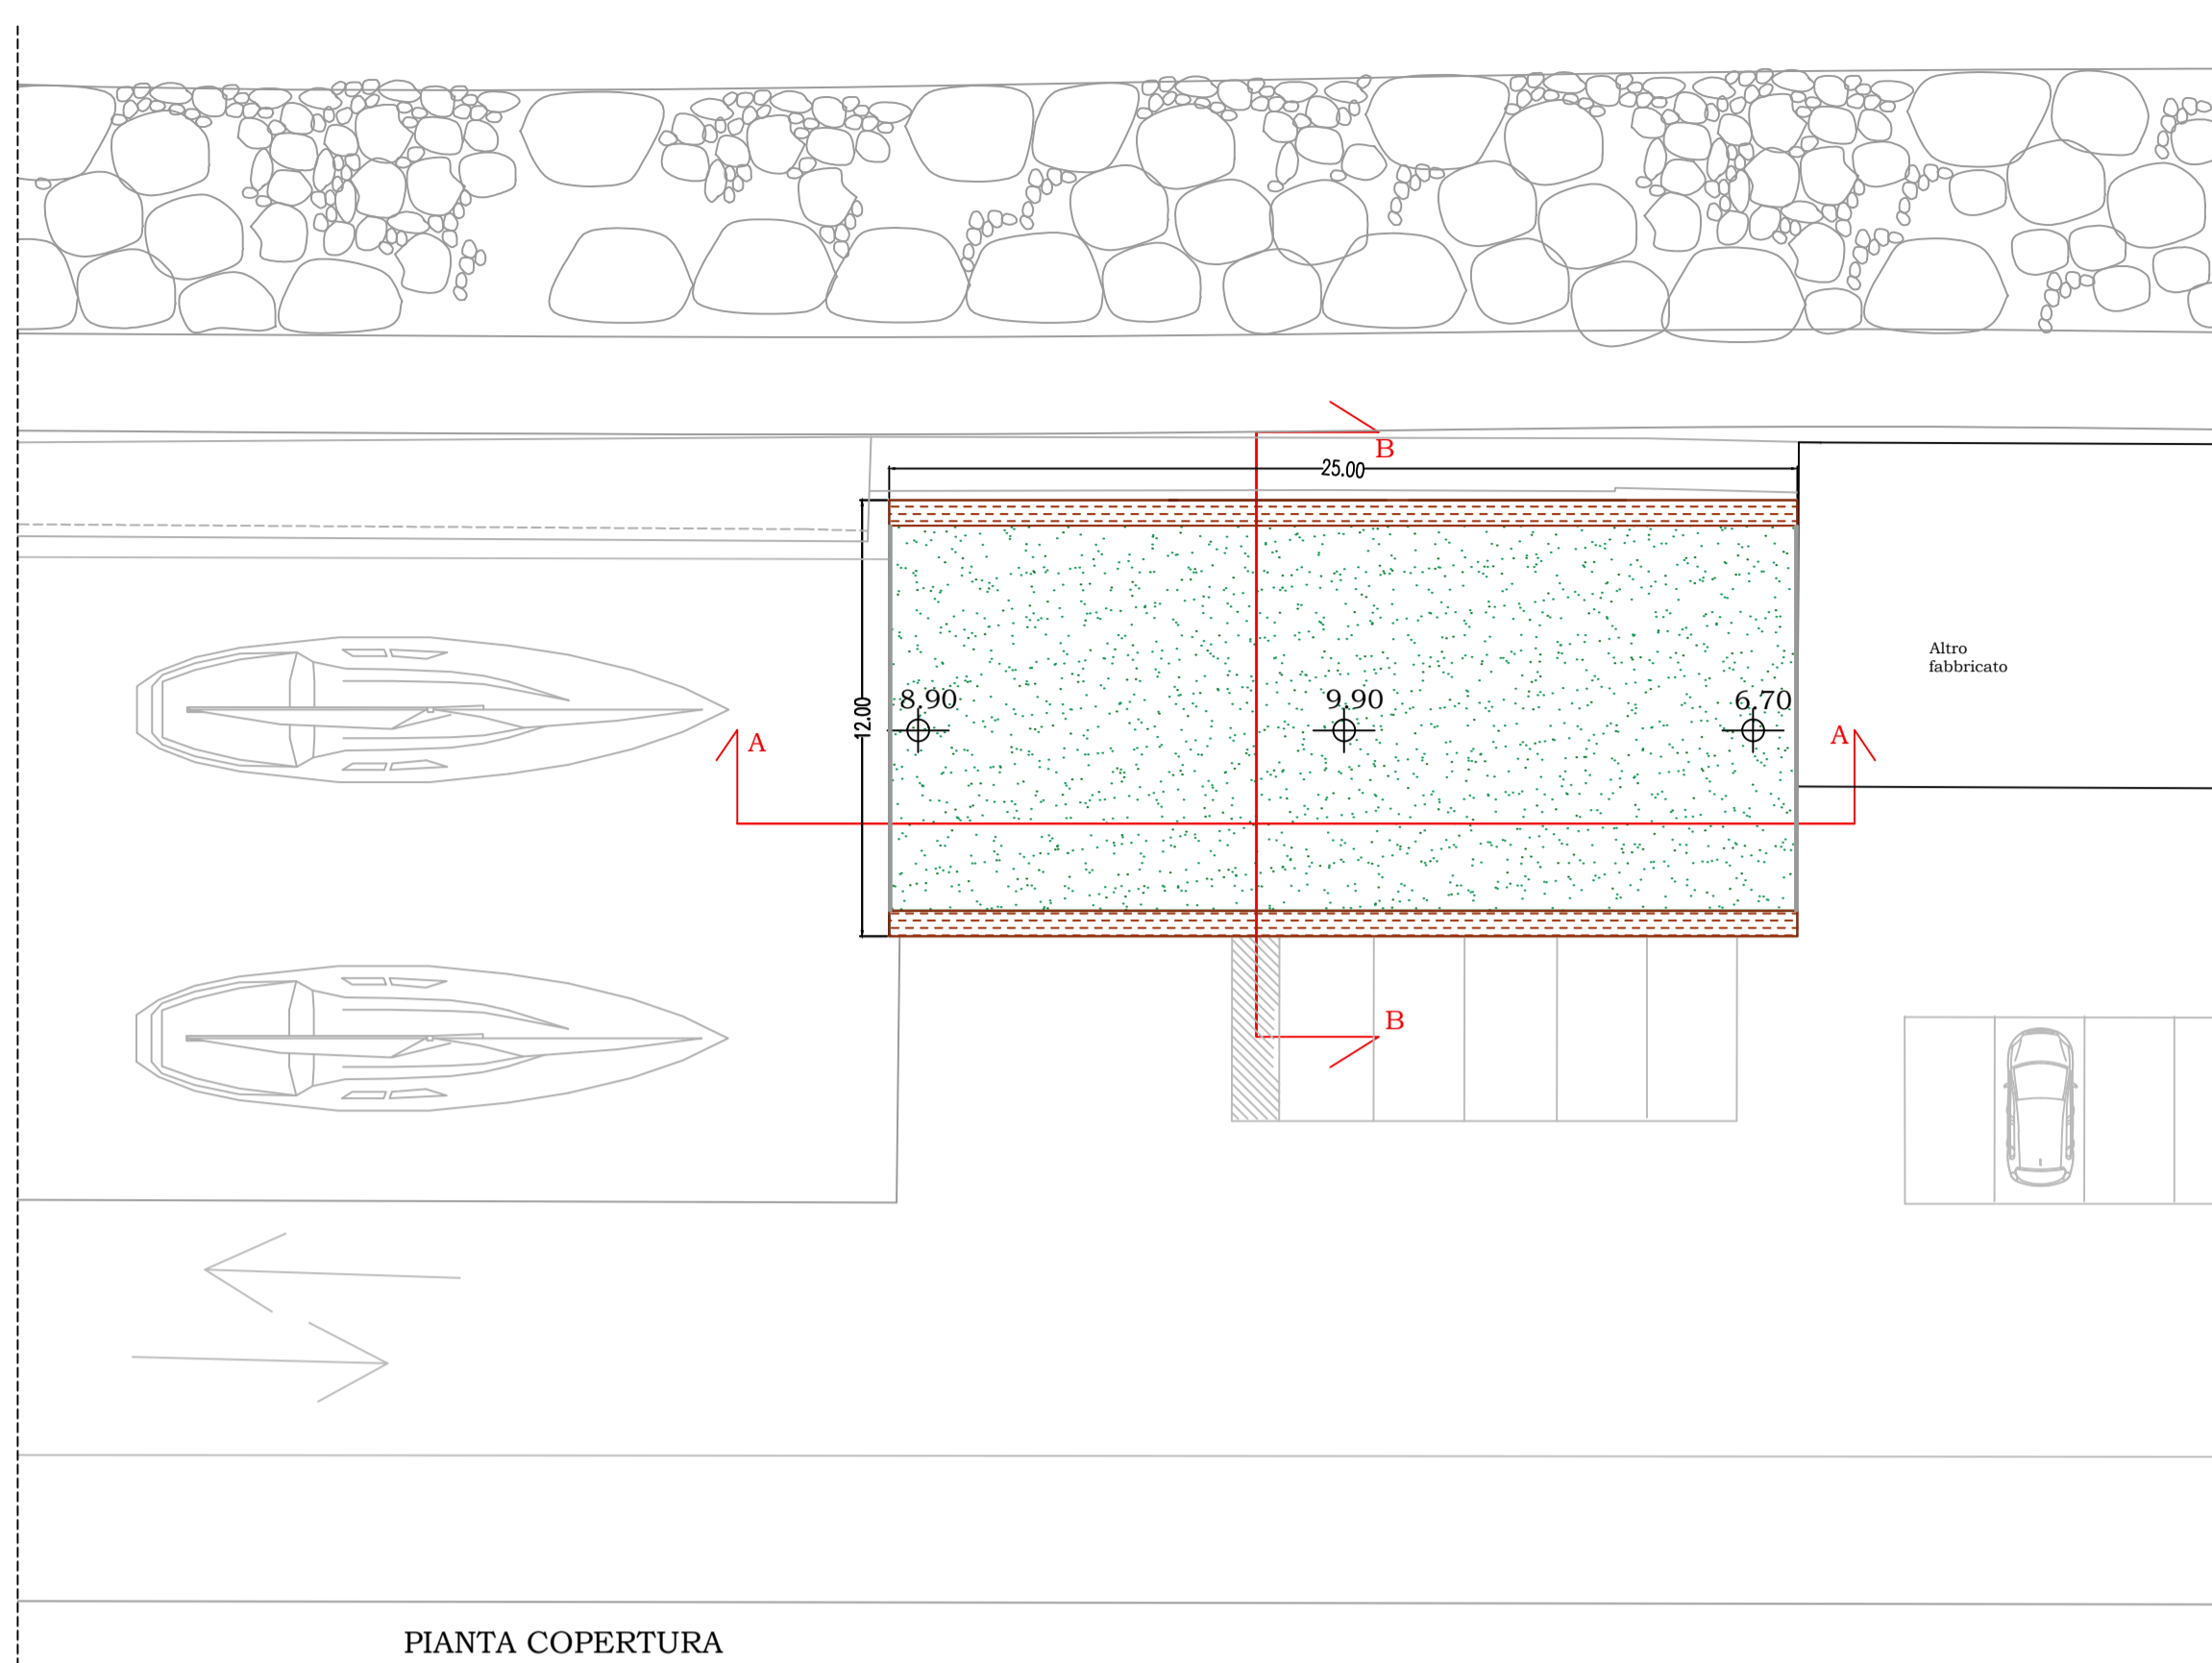 B
25.00
Altro
fabbricato
8.90
9.90
6.70
12.00
A
A
B
PIANTA COPERTURA